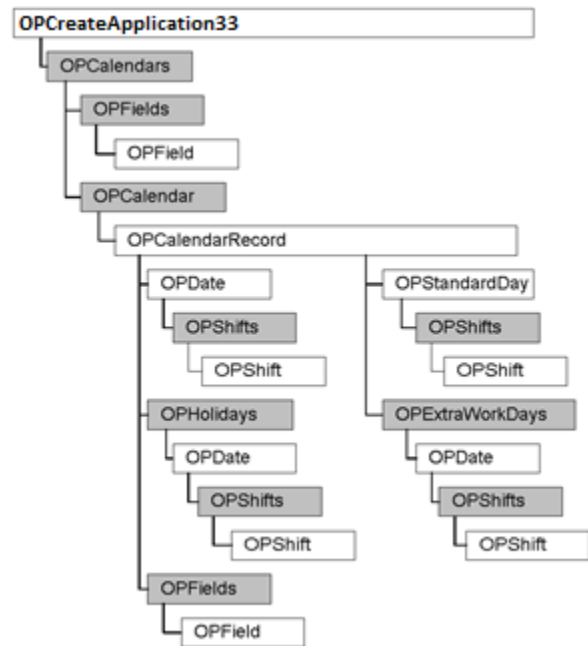 OPCreateApplication33
OPCalendars
OPFields
OPField
OPCalendar
OPCalendarRecord
OPDate
OPShifts
OPShift
OPHolidays
OPDate
OPShifts
OPShift
OPFields
OPField
OPStandardDay
OPShifts
OPShift
OPExtraWorkDays
OPDate
OPShifts
OPShift